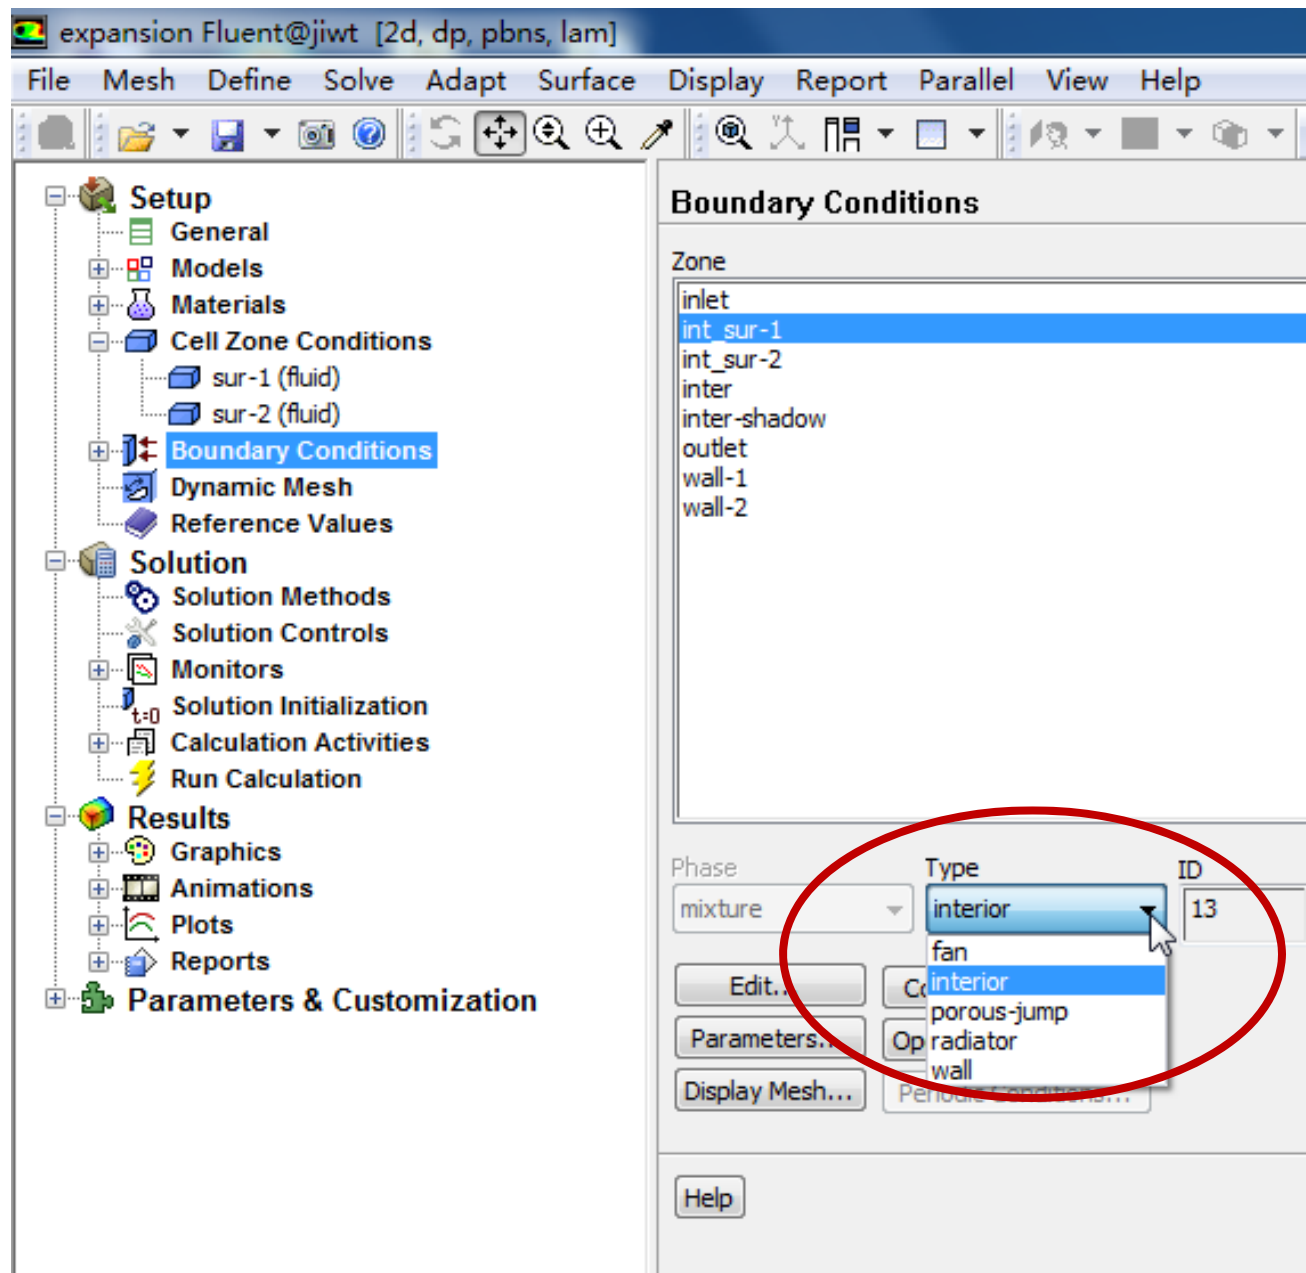 expansion Fluent@jiwt [2d, dp, pbns, lam]
File Mesh Define Solve Adapt Surface Display Report Parallel View Help
Setup
General
Models
Materials
Cell Zone Conditions
sur-1 (fluid)
sur-2 (fluid)
Boundary Conditions
Dynamic Mesh
Reference Values
Solution
Solution Methods
Solution Controls
Monitors
t=0 Solution Initialization
Calculation Activities
Run Calculation
Results
Graphics
Animations
Plots
Reports
Parameters & Customization
Boundary Conditions
Zone
inlet
int_sur-1
int_sur-2
inter
inter-shadow
outlet
wall-1
wall-2
Phase Type ID
mixture interior 13
fan
interior
porous-jump
radiator
wall
Edit...
Parameters...
Op
Display Mesh...
Periodic Conditions...
Help